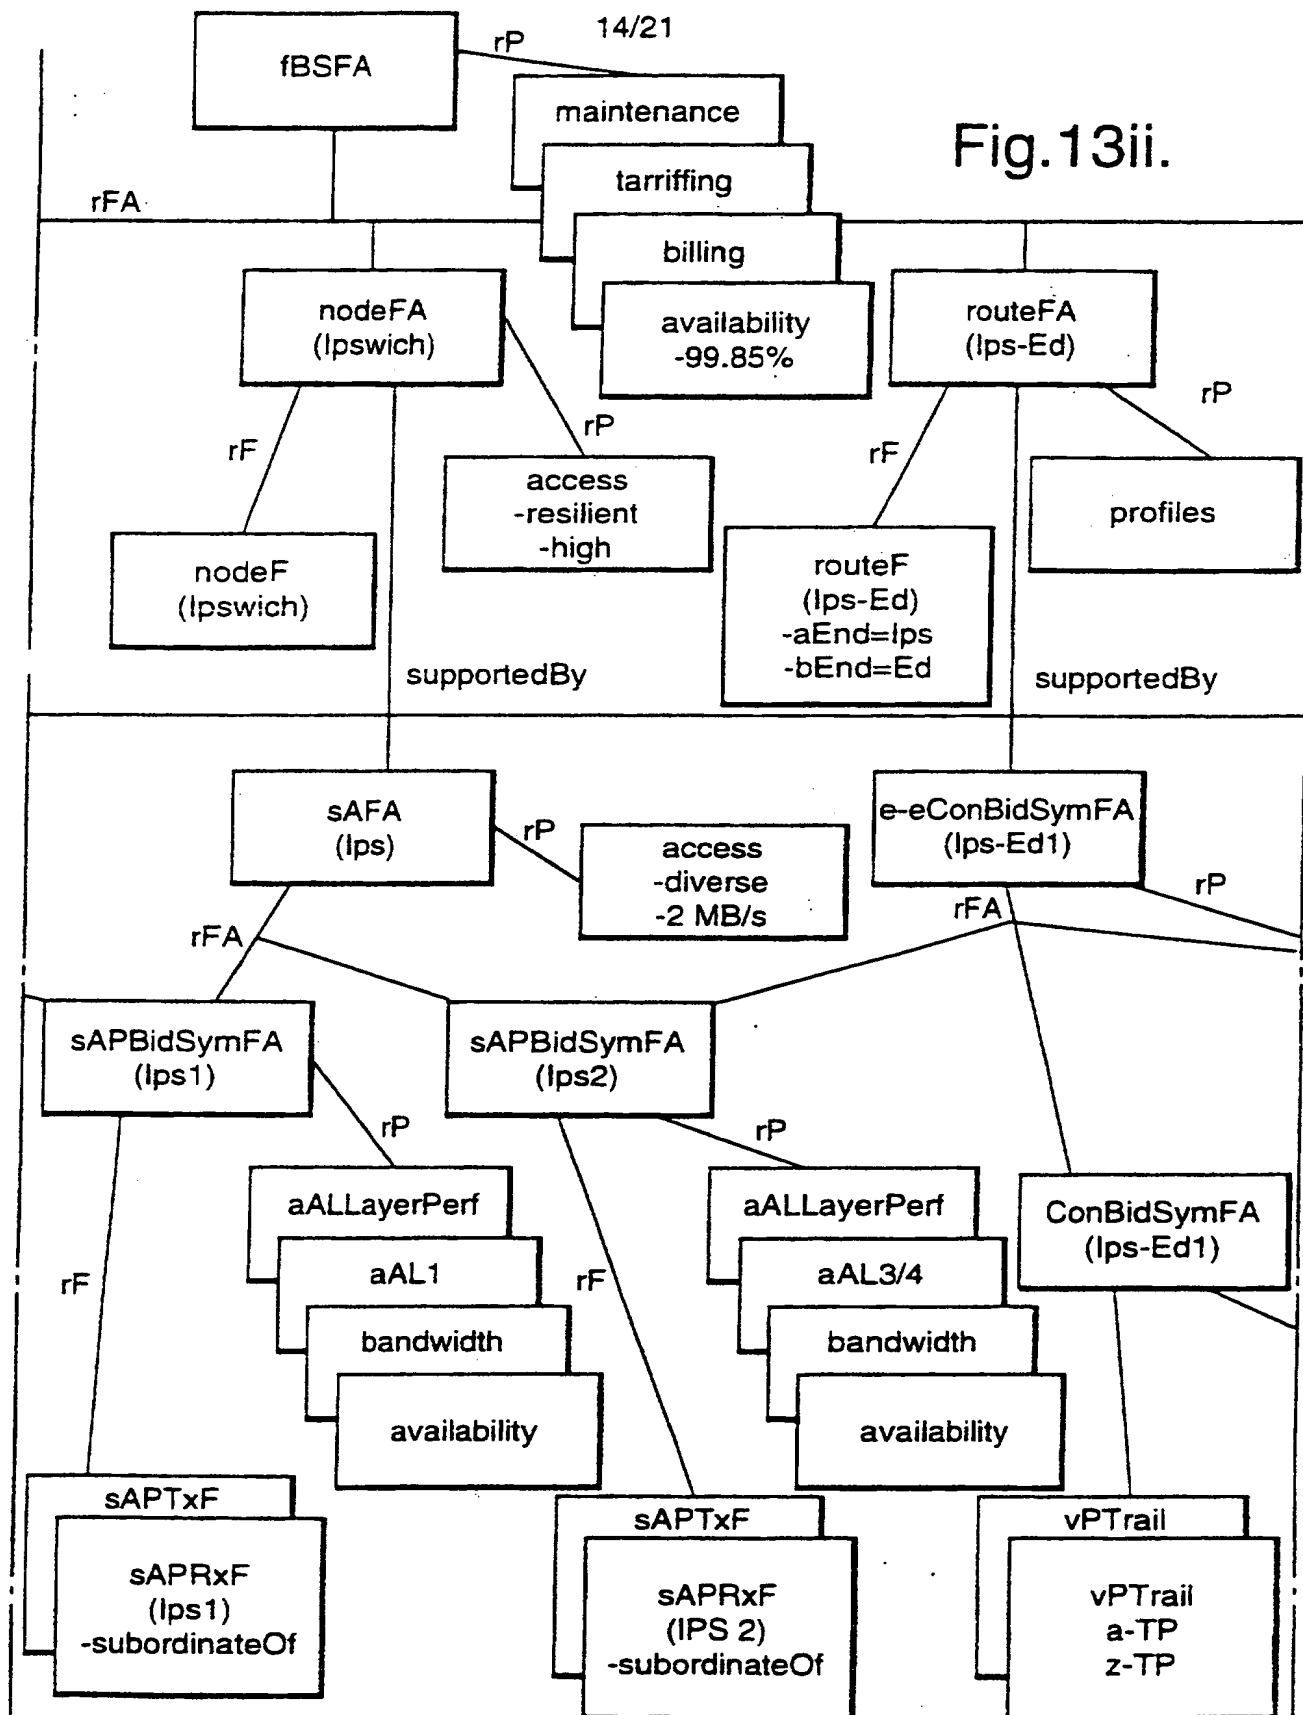 14/21
fBSFA
rP
maintenance
Fig.13ii.
tarriffing
rFA
billing
nodeFA
(Ipswich)
availability
-99.85%
routeFA
(Ips-Ed)
rP
rF
rP
rF
access
-resilient
-high
profiles
nodeF
(Ipswich)
routeF
(Ips-Ed)
-aEnd=Ips
-bEnd=Ed
supportedBy
supportedBy
sAFA
(Ips)
rP
access
-diverse
-2 MB/s
e-eConBidSymFA
(Ips-Ed1)
rP
rFA
rFA
sAPBidSymFA
(Ips1)
sAPBidSymFA
(Ips2)
rP
rP
aALLayerPerf
aALLayerPerf
ConBidSymFA
(Ips-Ed1)
rF
aAL1
rF
aAL3/4
bandwidth
bandwidth
availability
availability
sAPTxF
sAPRxF
(Ips1)
-subordinateOf
sAPTxF
sAPRxF
(IPS 2)
-subordinateOf
vPTrail
vPTrail
a-TP
z-TP